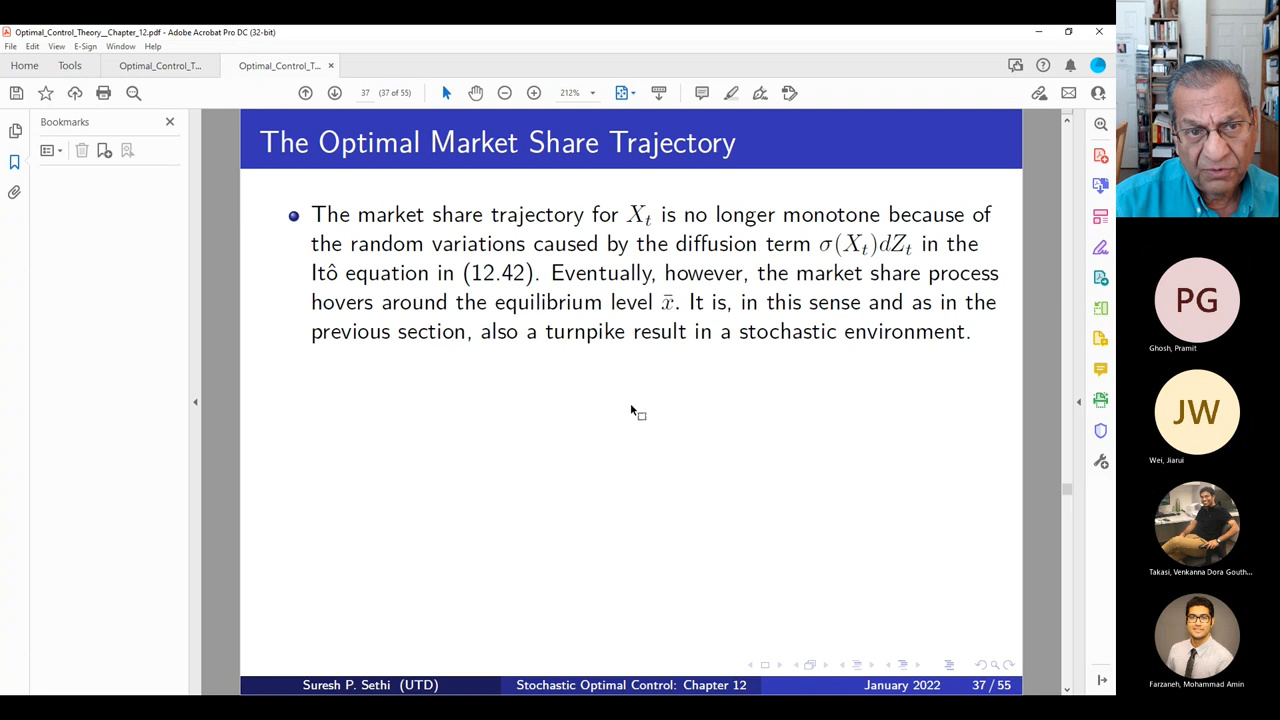 Optimal_Control_Theory__Chapter_12.pdf - Adobe Acrobat Pro DC (32-bit)
File Edit View E-Sign Window Help
Home Tools Optimal_Control_T... Optimal_Control_T... ×
37 (37 of 55) 212%
Bookmarks
The Optimal Market Share Trajectory
The market share trajectory for Xₜ is no longer monotone because of
the random variations caused by the diffusion term σ(Xₜ)dZₜ in the
Itô equation in (12.42). Eventually, however, the market share process
hovers around the equilibrium level x̄. It is, in this sense and as in the
previous section, also a turnpike result in a stochastic environment.
Suresh P. Sethi (UTD) Stochastic Optimal Control: Chapter 12 January 2022 37 / 55
PG
Ghosh, Pramit
JW
Wei, Jiarui
Takasi, Venkanna Dora Gouth...
Farzaneh, Mohammad Amin